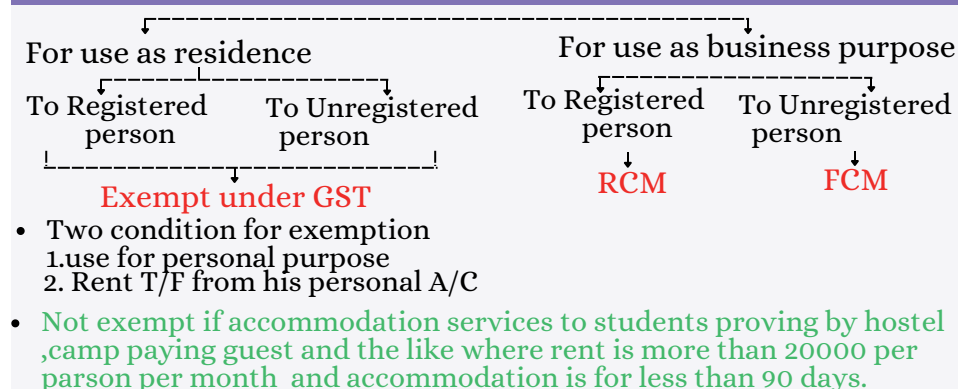 For use as residence
For use as business purpose
To Registered person
To Unregistered person
To Registered person
To Unregistered person
Exempt under GST
RCM
FCM
• Two condition for exemption
1.use for personal purpose
2. Rent T/F from his personal A/C
• Not exempt if accommodation services to students proving by hostel
,camp paying guest and the like where rent is more than 20000 per
parson per month and accommodation is for less than 90 days.